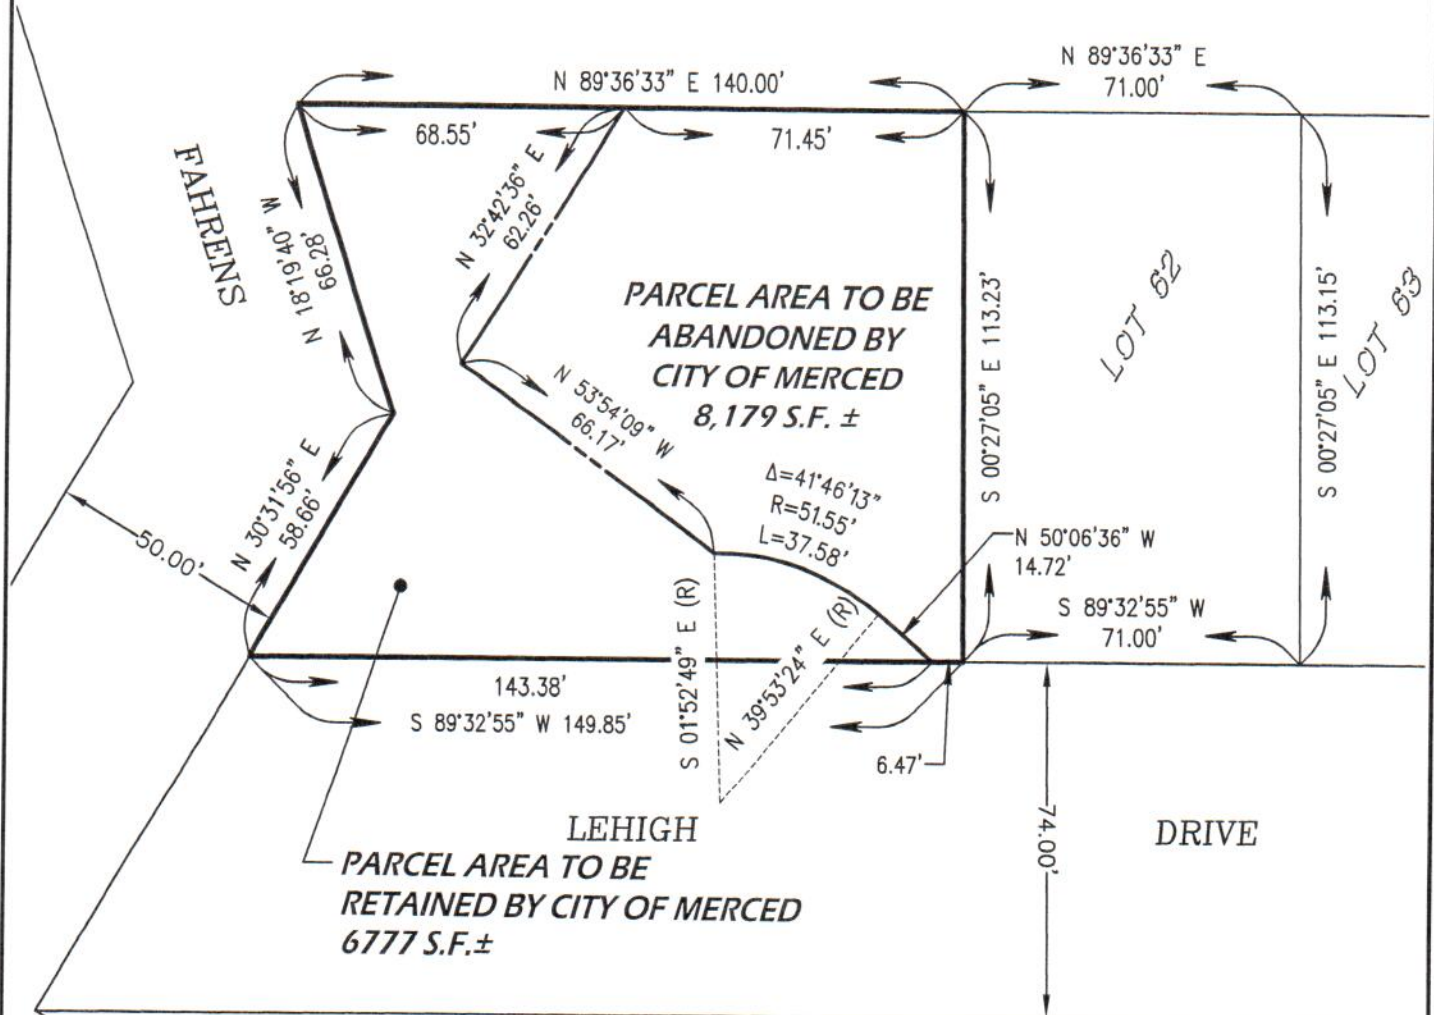 N 89°36'33" E 140.00'
N 89°36'33" E
71.00'
68.55'
71.45'
FAHRENS
N 18°19'40" W
66.28'
N 32°42'36" E
62.26'
PARCEL AREA TO BE
ABANDONED BY
CITY OF MERCED
8,179 S.F. ±
S 00°27'05" E 113.23'
LOT 62
S 00°27'05" E 113.15'
LOT 63
N 53°54'09" W
66.17'
Δ=41°46'13"
R=51.55'
L=37.58'
N 30°31'56" E
58.66'
50.00'
N 50°06'36" W
14.72'
S 89°32'55" W
71.00'
S 01°52'49" E (R)
N 39°53'24" E (R)
143.38'
S 89°32'55" W 149.85'
6.47'
74.00'
LEHIGH
DRIVE
PARCEL AREA TO BE
RETAINED BY CITY OF MERCED
6777 S.F.±